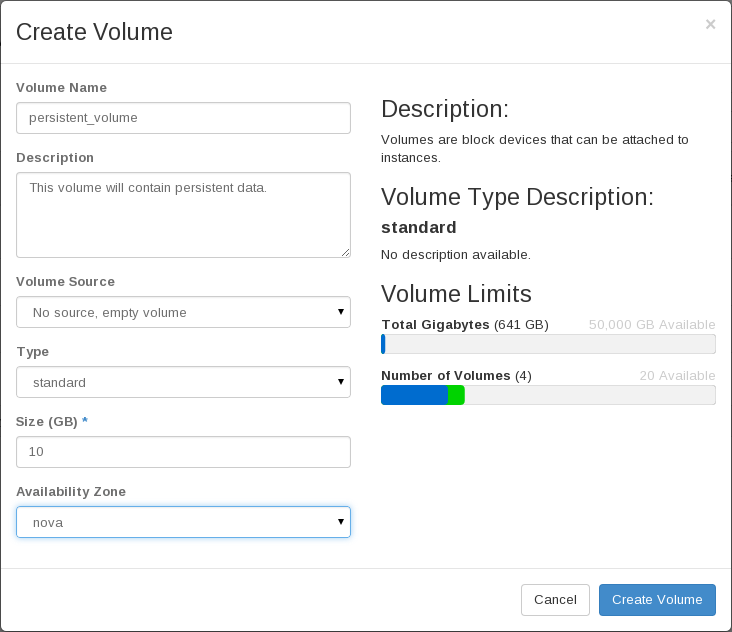 Create Volume
×
Volume Name
persistent_volume
Description
This volume will contain persistent data.
Volume Source
No source, empty volume
Type
standard
Size (GB) *
10
Availability Zone
nova
Description:
Volumes are block devices that can be attached to
instances.
Volume Type Description:
standard
No description available.
Volume Limits
Total Gigabytes (641 GB) 50,000 GB Available
Number of Volumes (4) 20 Available
Cancel
Create Volume